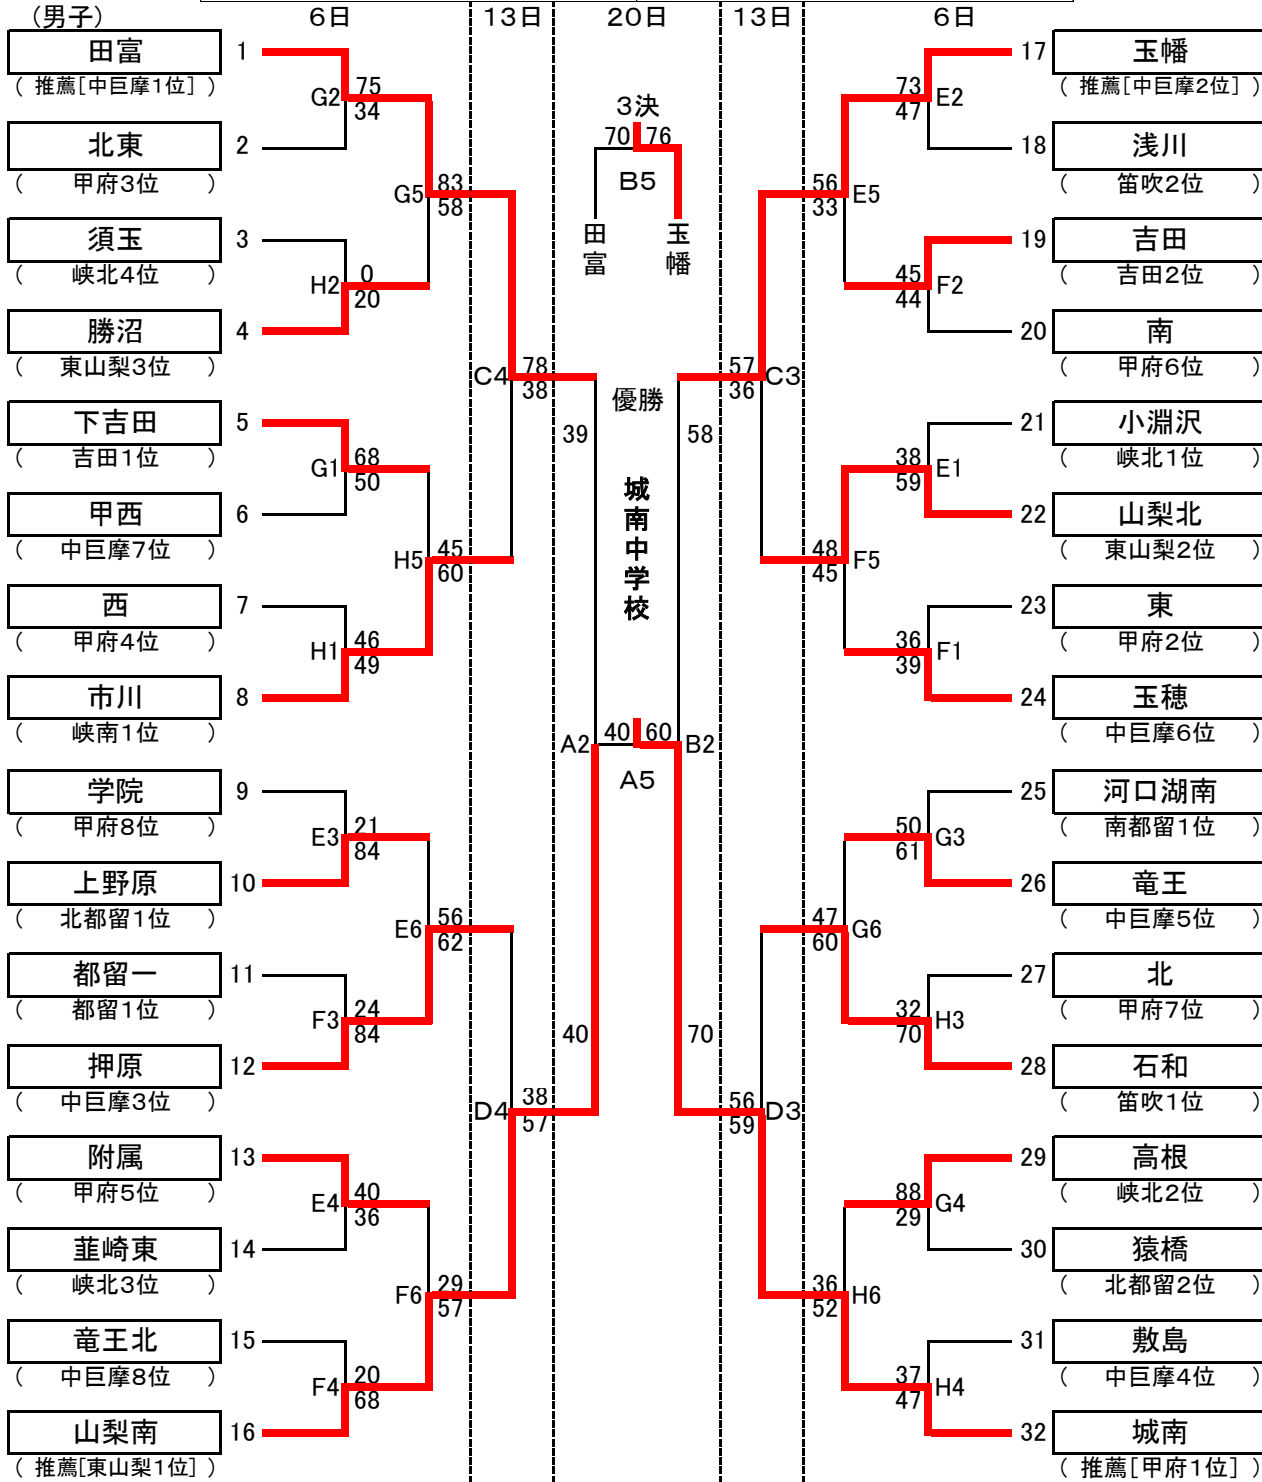 (男子)
6日
13日
20日
13日
6日
田富
1
( 推薦[中巨摩1位] )
G2
75
34
北東
2
( 甲府3位 )
G5
83
58
須玉
3
( 峡北4位 )
H2
0
20
勝沼
4
( 東山梨3位 )
C4
78
38
下吉田
5
( 吉田1位 )
G1
68
50
甲西
6
( 中巨摩7位 )
H5
45
60
西
7
( 甲府4位 )
H1
46
49
市川
8
( 峡南1位 )
学院
9
( 甲府8位 )
E3
21
84
上野原
10
( 北都留1位 )
E6
56
62
都留一
11
( 都留1位 )
F3
24
84
押原
12
( 中巨摩3位 )
D4
38
57
附属
13
( 甲府5位 )
E4
40
36
韮崎東
14
( 峡北3位 )
F6
29
57
竜王北
15
( 中巨摩8位 )
F4
20
68
山梨南
16
( 推薦[東山梨1位] )
3決
70 76
B5
田富
玉幡
優勝
39
58
城南中学校
A2
40 60
B2
A5
40
70
17
玉幡
( 推薦[中巨摩2位] )
73
47
E2
18
浅川
( 笛吹2位 )
56
33
E5
19
吉田
( 吉田2位 )
45
44
F2
20
南
( 甲府6位 )
57
36
C3
21
小淵沢
( 峡北1位 )
38
59
E1
22
山梨北
( 東山梨2位 )
48
45
F5
23
東
( 甲府2位 )
36
39
F1
24
玉穂
( 中巨摩6位 )
25
河口湖南
( 南都留1位 )
50
61
G3
26
竜王
( 中巨摩5位 )
47
60
G6
27
北
( 甲府7位 )
32
70
H3
28
石和
( 笛吹1位 )
56
59
D3
29
高根
( 峡北2位 )
88
29
G4
30
猿橋
( 北都留2位 )
36
52
H6
31
敷島
( 中巨摩4位 )
37
47
H4
32
城南
( 推薦[甲府1位] )